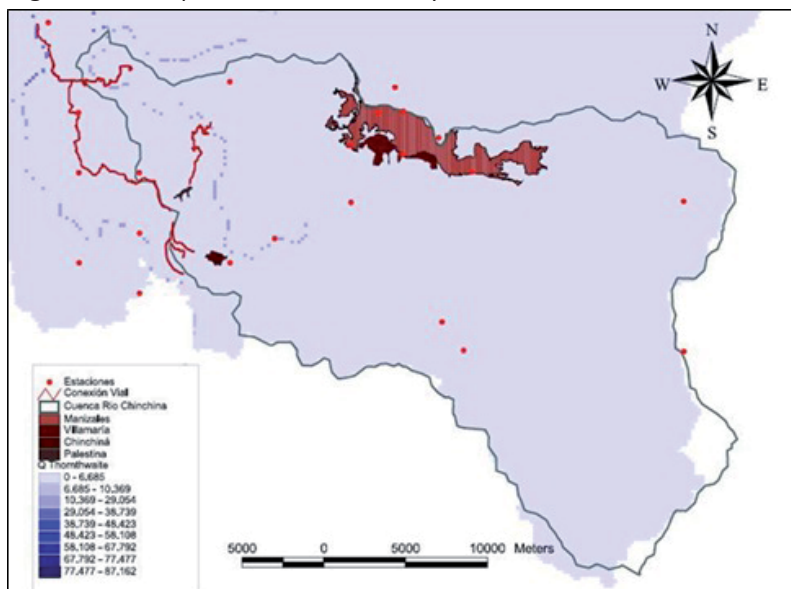 N
W E
S
Estaciones
Conexión Vial
Cuenca Rio Chinchina
Manizales
Villamaría
Chinchiná
Palestina
Q Thornthwaite
0 - 6,685
6,685 - 10,369
10,369 - 29,054
29,054 - 38,739
38,739 - 48,423
48,423 - 58,108
58,108 - 67,792
67,792 - 77,477
77,477 - 87,162
5000 0 5000 10000 Meters